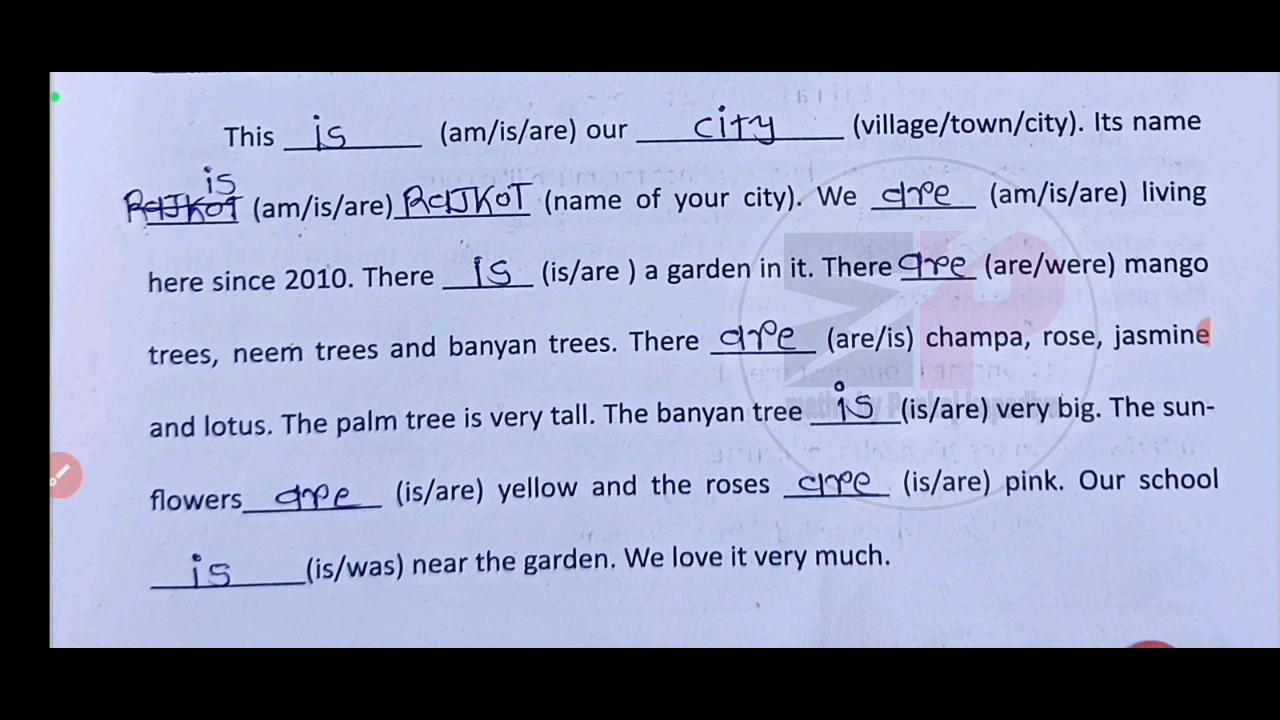 This is (am/is/are) our city (village/town/city). Its name
is
RaJKOT (am/is/are) RaJKOT (name of your city). We are (am/is/are) living
here since 2010. There is (is/are ) a garden in it. There are (are/were) mango
trees, neem trees and banyan trees. There are (are/is) champa, rose, jasmine
and lotus. The palm tree is very tall. The banyan tree is (is/are) very big. The sun-
flowers are (is/are) yellow and the roses are (is/are) pink. Our school
is (is/was) near the garden. We love it very much.